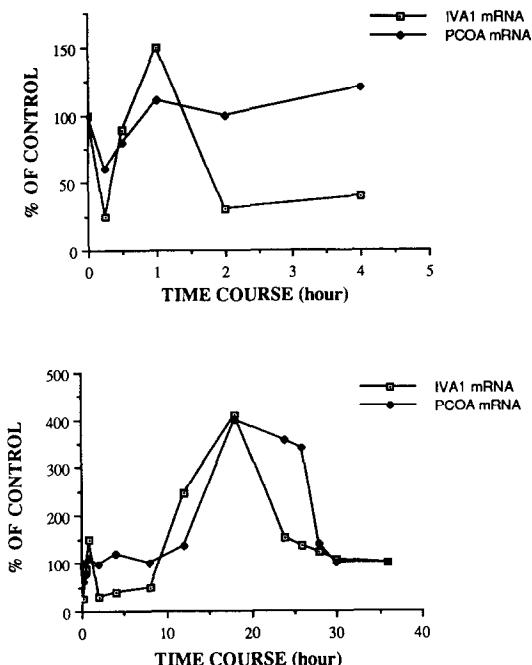 IVA1 mRNA
PCOA mRNA
% OF CONTROL
150
100
50
0
0 1 2 3 4 5
TIME COURSE (hour)
IVA1 mRNA
PCOA mRNA
% OF CONTROL
500
400
300
200
100
0
0 10 20 30 40
TIME COURSE (hour)